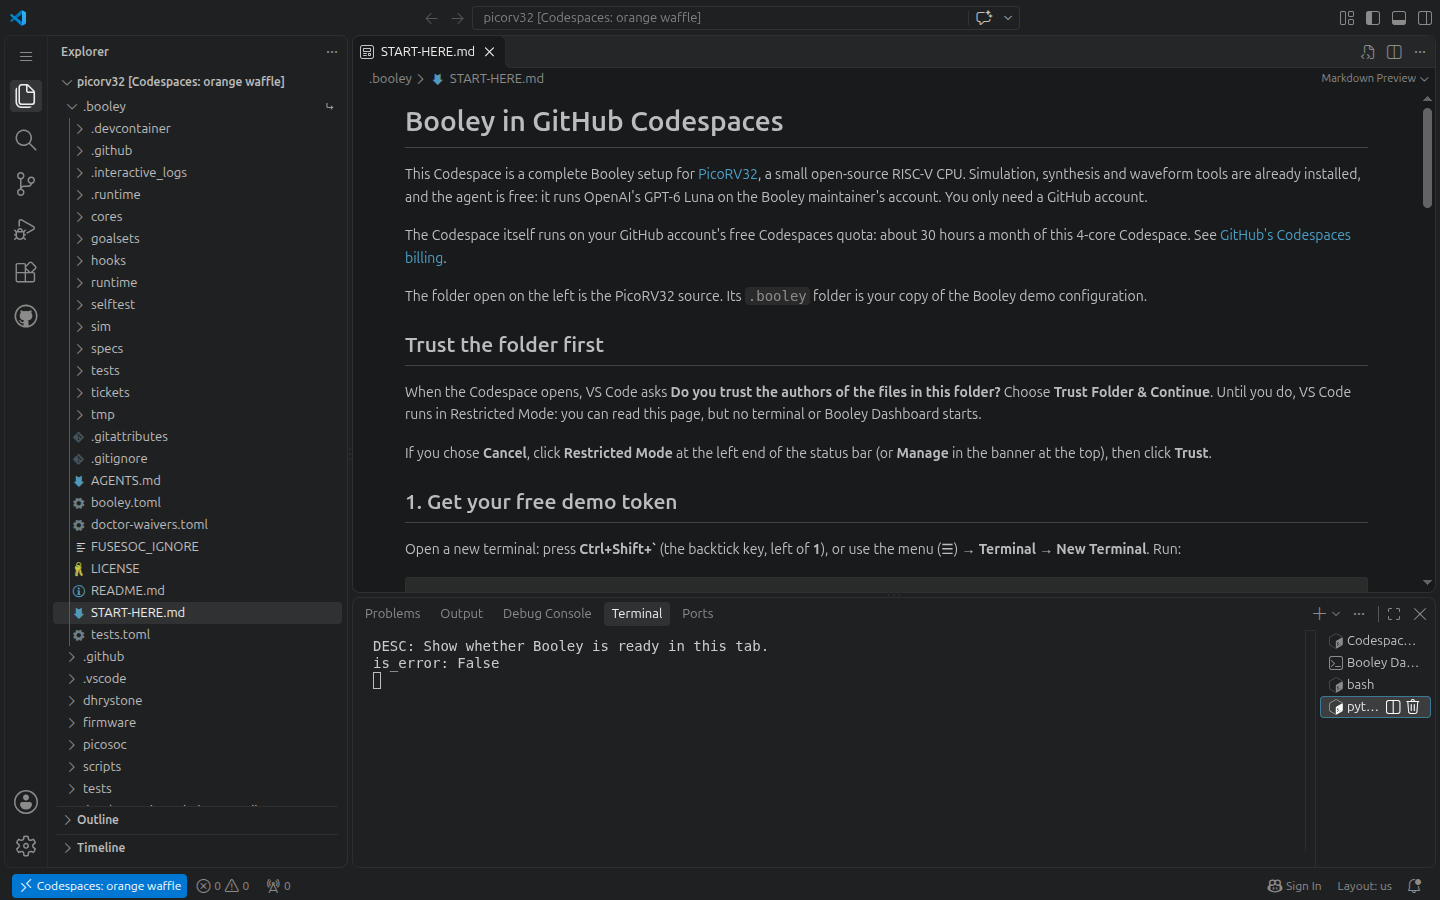 picorv32 [Codespaces: orange waffle]
Explorer
picorv32 [Codespaces: orange waffle]
.booley
.devcontainer
.github
.interactive_logs
.runtime
cores
goalsets
hooks
runtime
selftest
sim
specs
tests
tickets
tmp
.gitattributes
.gitignore
AGENTS.md
booley.toml
doctor-waivers.toml
FUSESOC_IGNORE
LICENSE
README.md
START-HERE.md
tests.toml
.github
.vscode
dhrystone
firmware
picosoc
scripts
tests
Outline
Timeline
START-HERE.md
.booley > START-HERE.md
Markdown Preview
Booley in GitHub Codespaces
This Codespace is a complete Booley setup for PicoRV32, a small open-source RISC-V CPU. Simulation, synthesis and waveform tools are already installed,
and the agent is free: it runs OpenAI's GPT-6 Luna on the Booley maintainer's account. You only need a GitHub account.
The Codespace itself runs on your GitHub account's free Codespaces quota: about 30 hours a month of this 4-core Codespace. See GitHub's Codespaces
billing.
The folder open on the left is the PicoRV32 source. Its .booley folder is your copy of the Booley demo configuration.
Trust the folder first
When the Codespace opens, VS Code asks Do you trust the authors of the files in this folder? Choose Trust Folder & Continue. Until you do, VS Code
runs in Restricted Mode: you can read this page, but no terminal or Booley Dashboard starts.
If you chose Cancel, click Restricted Mode at the left end of the status bar (or Manage in the banner at the top), then click Trust.
1. Get your free demo token
Open a new terminal: press Ctrl+Shift+` (the backtick key, left of 1), or use the menu (☰) → Terminal → New Terminal. Run:
Problems
Output
Debug Console
Terminal
Ports
DESC: Show whether Booley is ready in this tab.
is_error: False
Codespac...
Booley Da...
bash
pyt...
Codespaces: orange waffle
0
0
0
Sign In
Layout: us